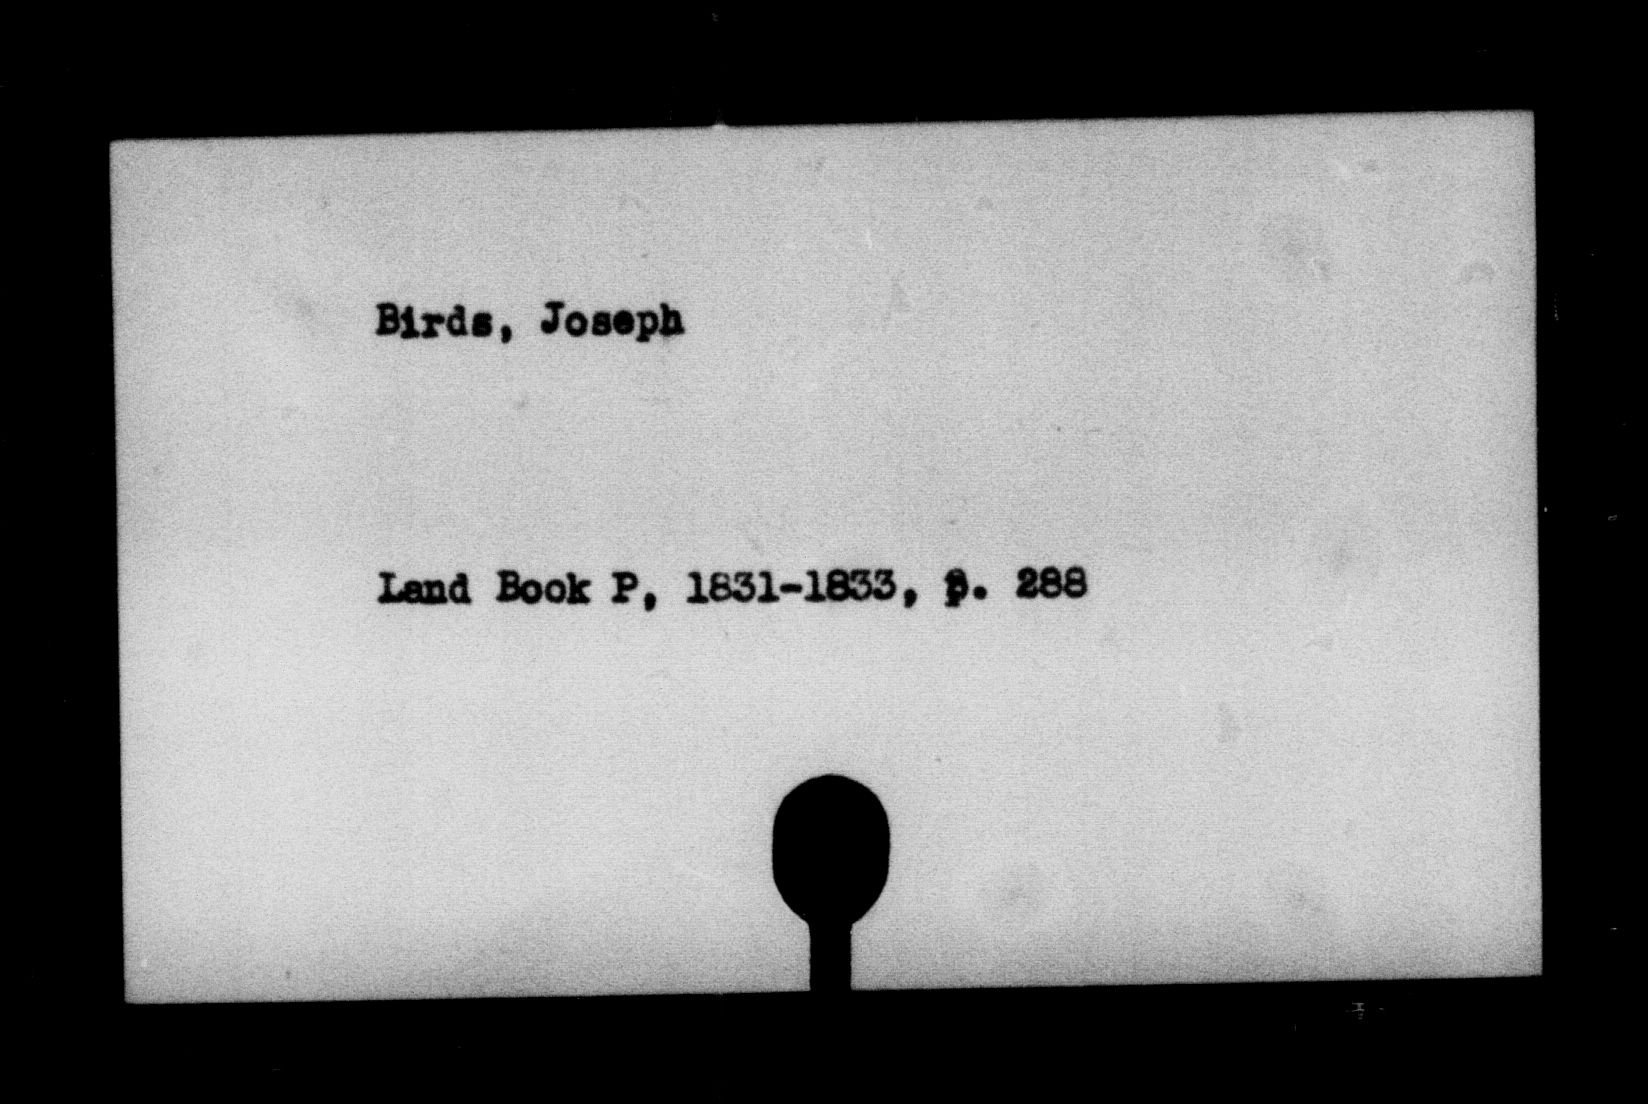 Birds, Joseph
Land Book P, 1831-1833, p. 288